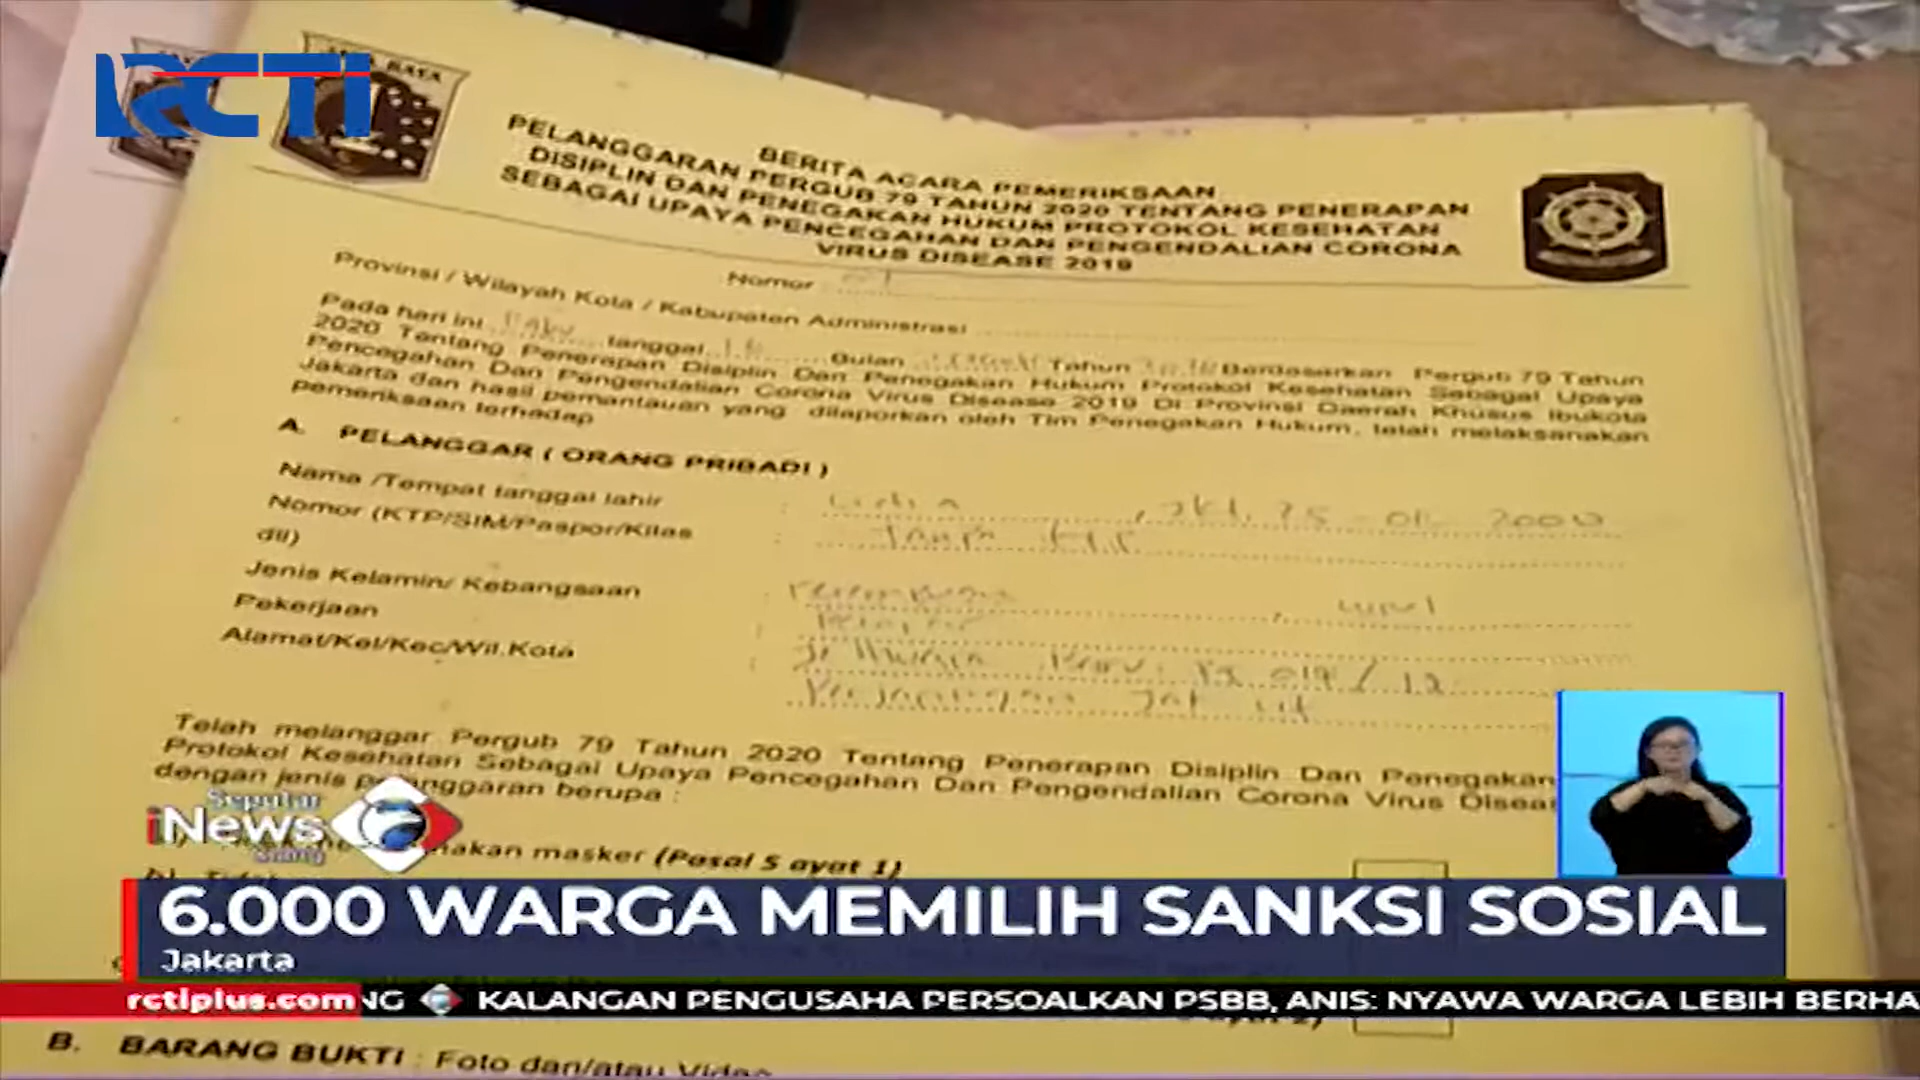 RCTI
JAYA RAYA
BERITA ACARA PEMERIKSAAN
PELANGGARAN PERGUB 79 TAHUN 2020 TENTANG PENERAPAN
DISIPLIN DAN PENEGAKAN HUKUM PROTOKOL KESEHATAN
SEBAGAI UPAYA PENCEGAHAN DAN PENGENDALIAN CORONA
VIRUS DISEASE 2019
Nomor :
Provinsi / Wilayah Kota / Kabupaten Administrasi
Pada hari ini tanggal Bulan Tahun Berdasarkan Pergub 79 Tahun
2020 Tentang Penerapan Disiplin Dan Penegakan Hukum Protokol Kesehatan Sebagai Upaya
Pencegahan Dan Pengendalian Corona Virus Disease 2019 Di Provinsi Daerah Khusus Ibukota
Jakarta dan hasil pemantauan yang dilaporkan oleh Tim Penegakan Hukum, telah melaksanakan
pemeriksaan terhadap
A. PELANGGAR ( ORANG PRIBADI )
Nama /Tempat tanggal lahir :
Nomor (KTP/SIM/Paspor/Kitas :
dll)
Jenis Kelamin/ Kebangsaan :
Pekerjaan :
Alamat/Kel/Kec/Wil.Kota :
Telah melanggar Pergub 79 Tahun 2020 Tentang Penerapan Disiplin Dan Penegakan
Protokol Kesehatan Sebagai Upaya Pencegahan Dan Pengendalian Corona Virus Disea
dengan jenis pelanggaran berupa :
masker (Pasal 5 ayat 1)
Seputar
iNews
Siang
6.000 WARGA MEMILIH SANKSI SOSIAL
Jakarta
rctiplus.com NG KALANGAN PENGUSAHA PERSOALKAN PSBB, ANIS: NYAWA WARGA LEBIH BERHA
B. BARANG BUKTI : Foto dan/atau Video